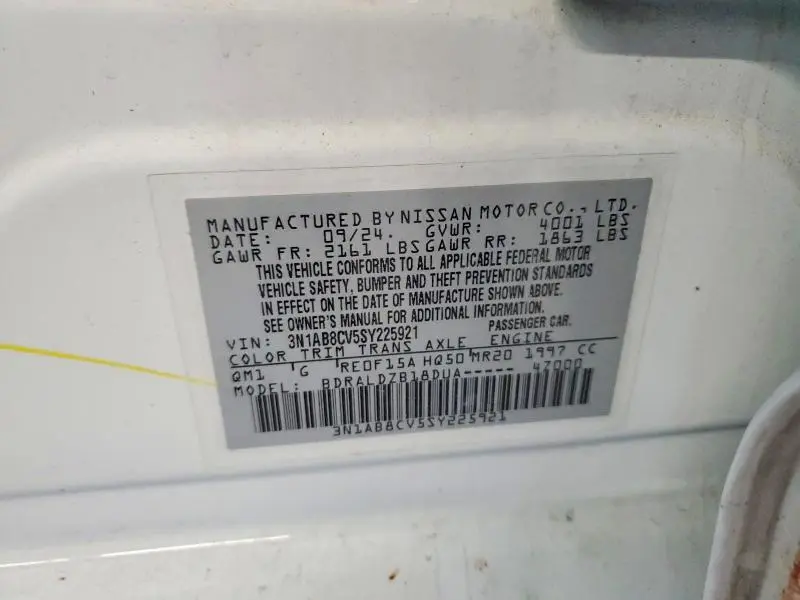 MANUFACTURED BY NISSAN MOTOR CO., LTD.
DATE: 09/24. GVWR: 4001 LBS
GAWR FR: 2161 LBS GAWR RR: 1863 LBS
THIS VEHICLE CONFORMS TO ALL APPLICABLE FEDERAL MOTOR
VEHICLE SAFETY, BUMPER AND THEFT PREVENTION STANDARDS
IN EFFECT ON THE DATE OF MANUFACTURE SHOWN ABOVE.
SEE OWNER'S MANUAL FOR ADDITIONAL INFORMATION.
VIN: 3N1AB8CV5SY225921 PASSENGER CAR.
COLOR TRIM TRANS AXLE ENGINE
QM1 G RE0F15A HQ50 MR20 1997 CC
MODEL: BDRALDZB18DUA----- 47000
3N1AB8CV5SY225921